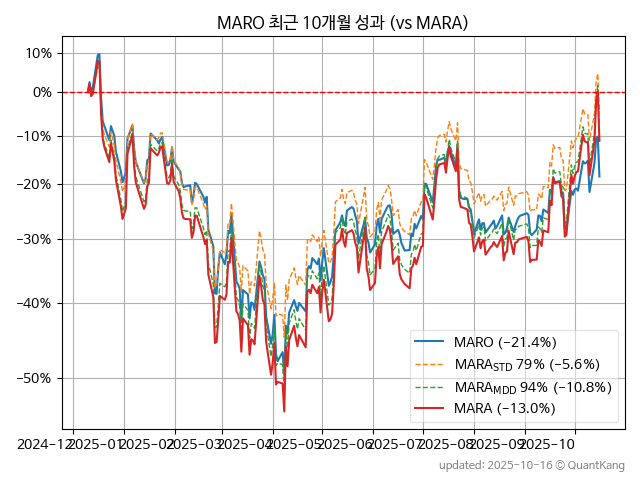 MARO 최근 10개월 성과 (vs MARA)
10%
0%
−10%
−20%
−30%
−40%
−50%
MARO (−21.4%)
MARASTD 79% (−5.6%)
MARAMDD 94% (−10.8%)
MARA (−13.0%)
2024−12 2025−01 2025−02 2025−03 2025−04 2025−05 2025−06 2025−07 2025−08 2025−09 2025−10
updated: 2025-10-16 © QuantKang